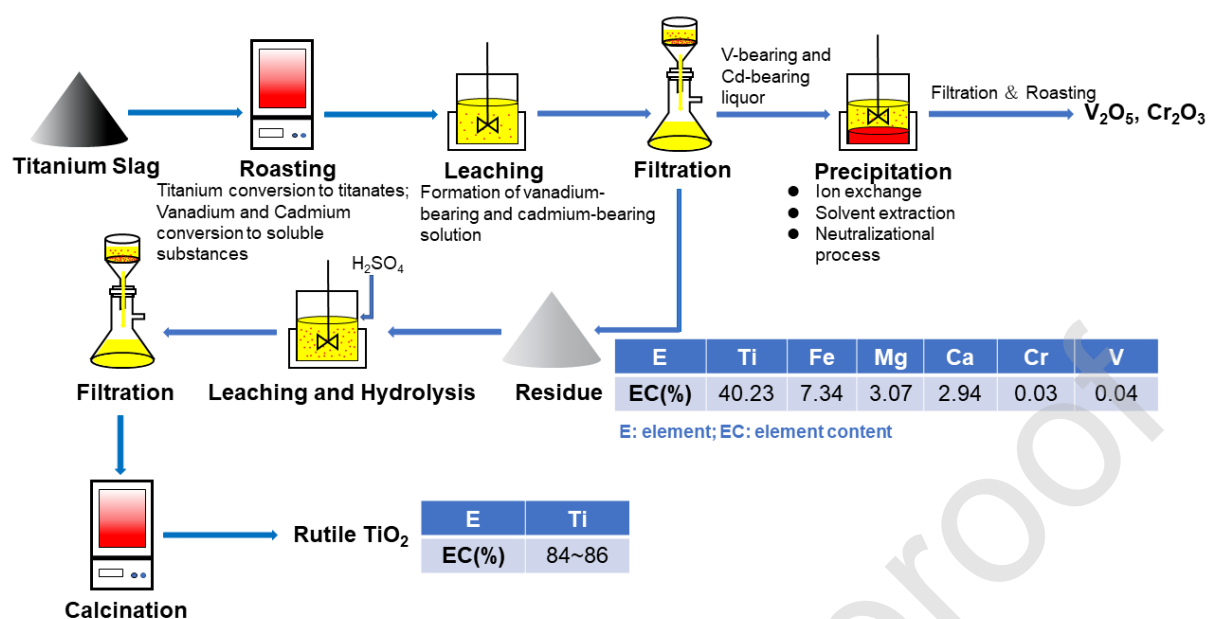 V-bearing and
Cd-bearing
liquor
Filtration & Roasting
V₂O₅, Cr₂O₃
Titanium Slag
Roasting
Leaching
Filtration
Precipitation
Titanium conversion to titanates;
Vanadium and Cadmium
conversion to soluble
substances
Formation of vanadium-
bearing and cadmium-bearing
solution
● Ion exchange
● Solvent extraction
● Neutralizational
process
H₂SO₄
Filtration
Leaching and Hydrolysis
Residue
E Ti Fe Mg Ca Cr V
EC(%) 40.23 7.34 3.07 2.94 0.03 0.04
E: element; EC: element content
Rutile TiO₂
E Ti
EC(%) 84~86
Calcination
proof